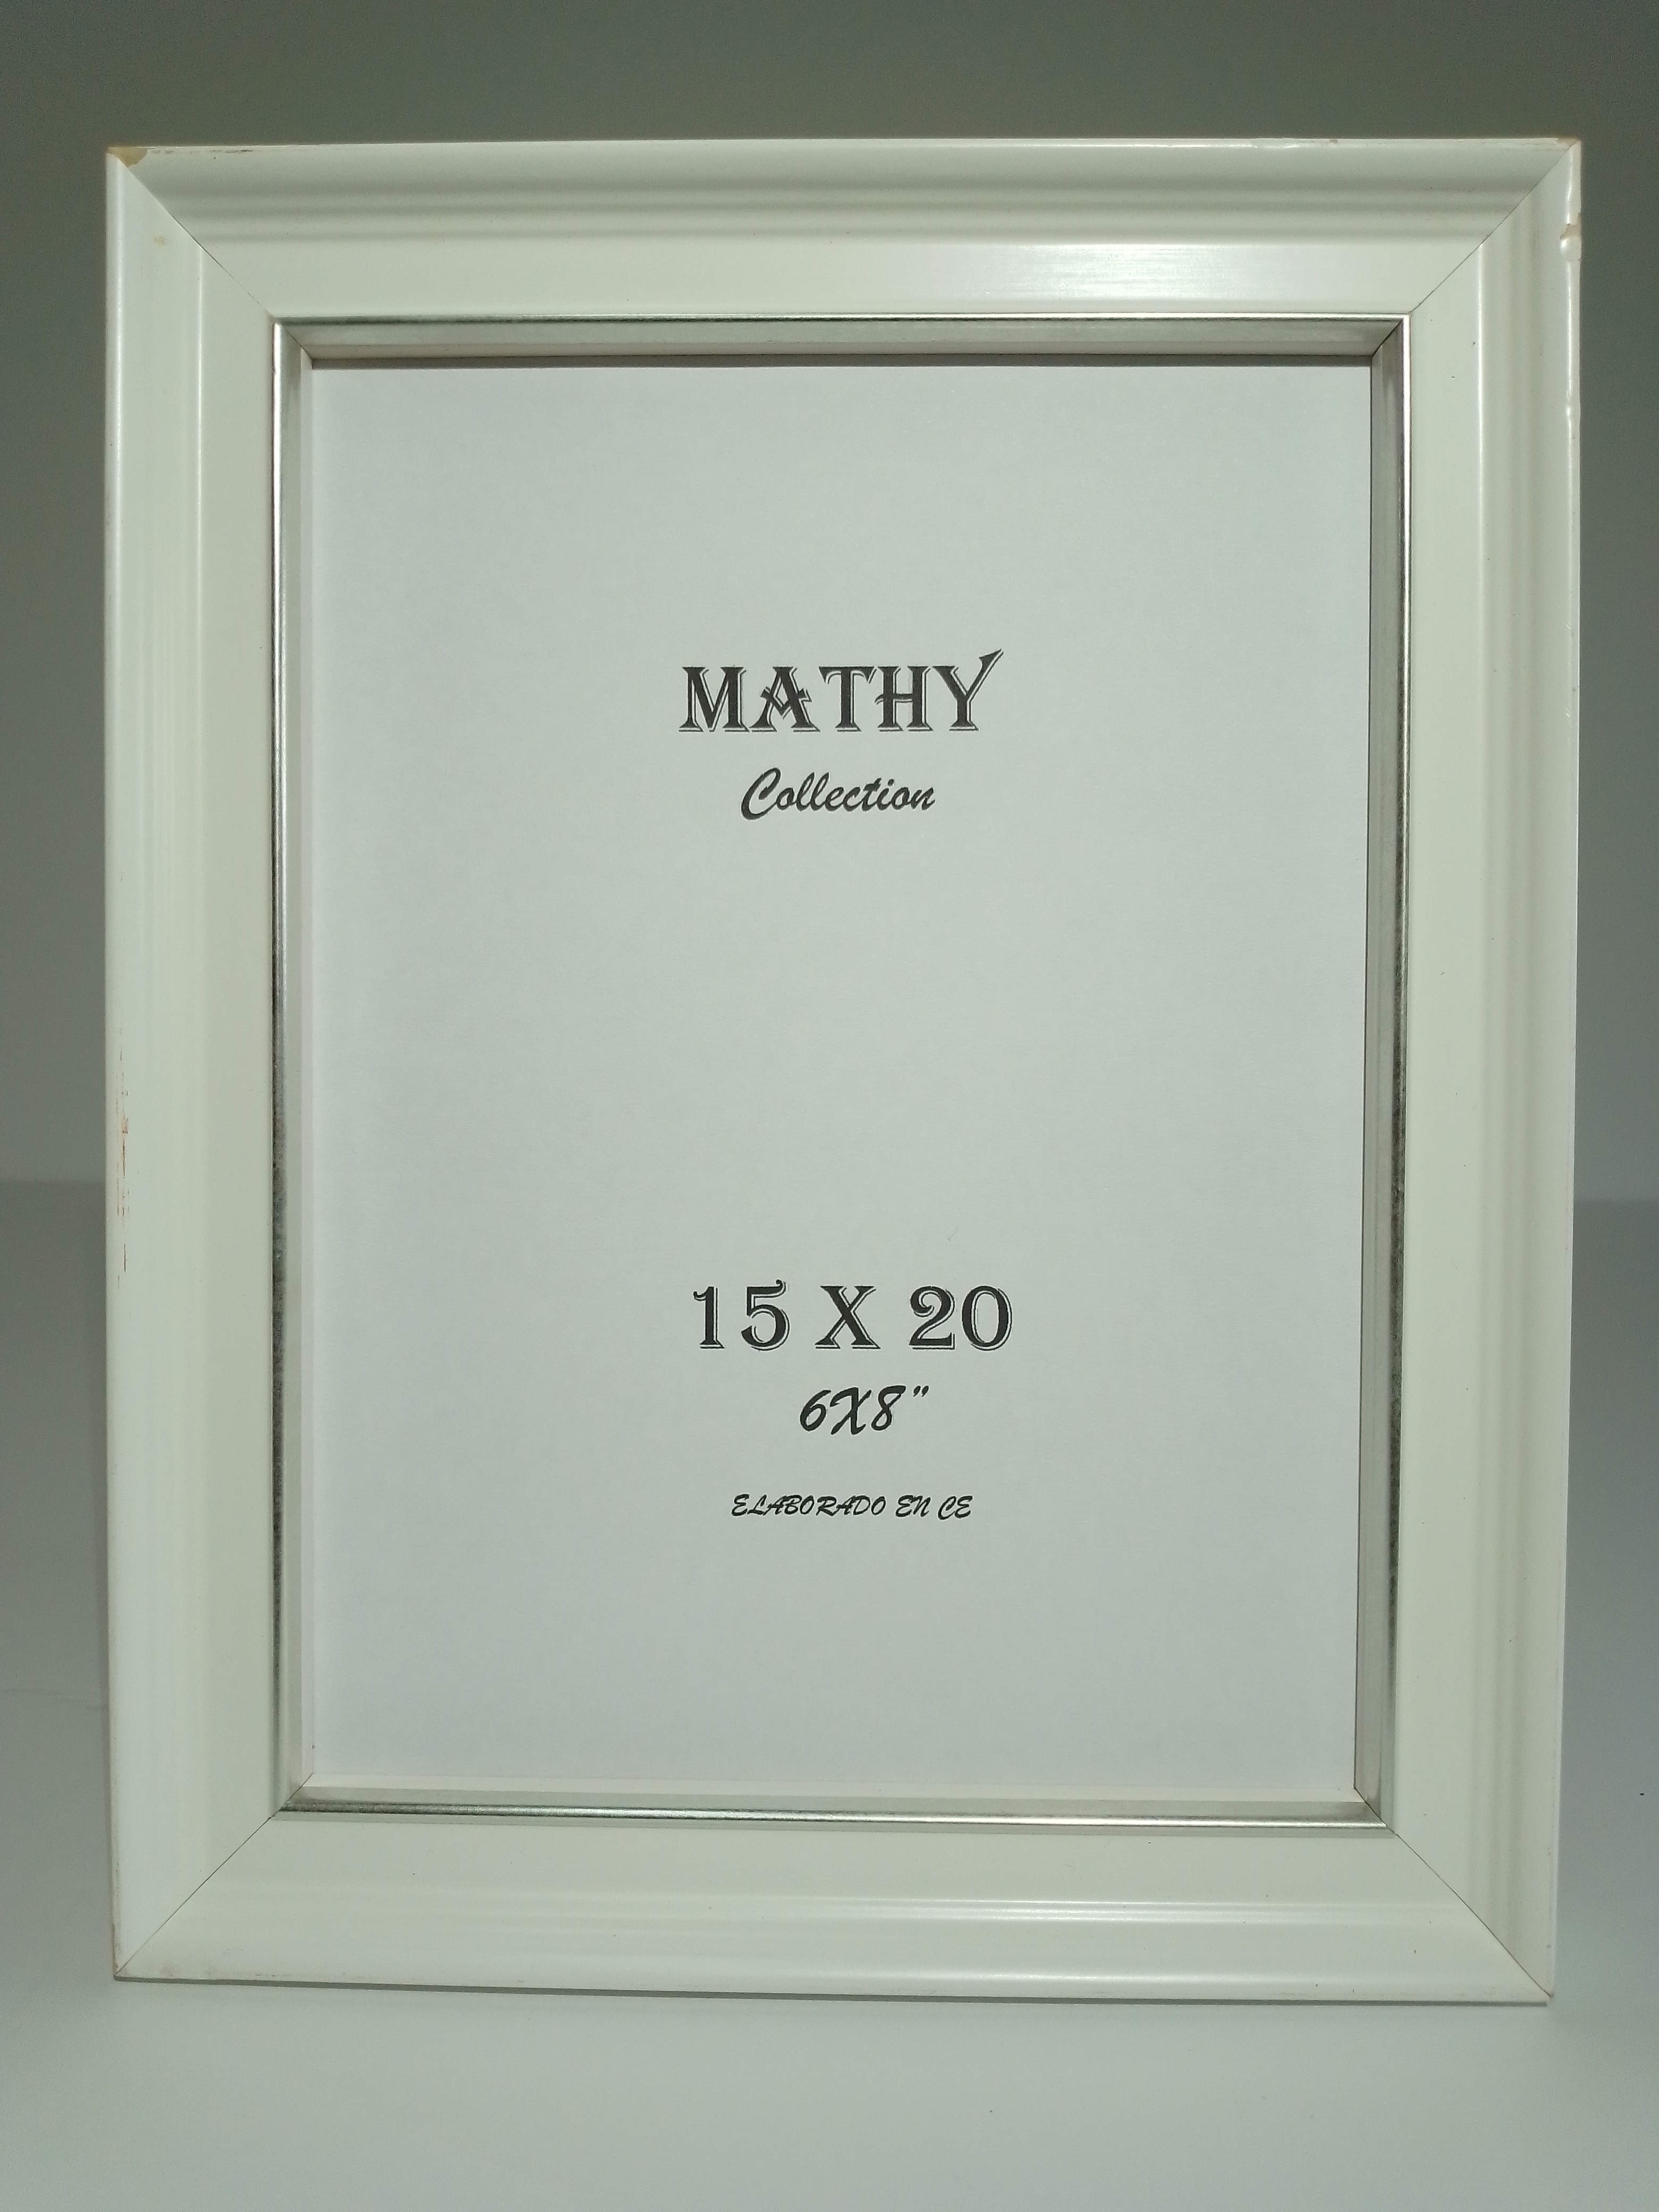 MATHY
Collection
15 X 20
6X8"
ELABORADO EN CE